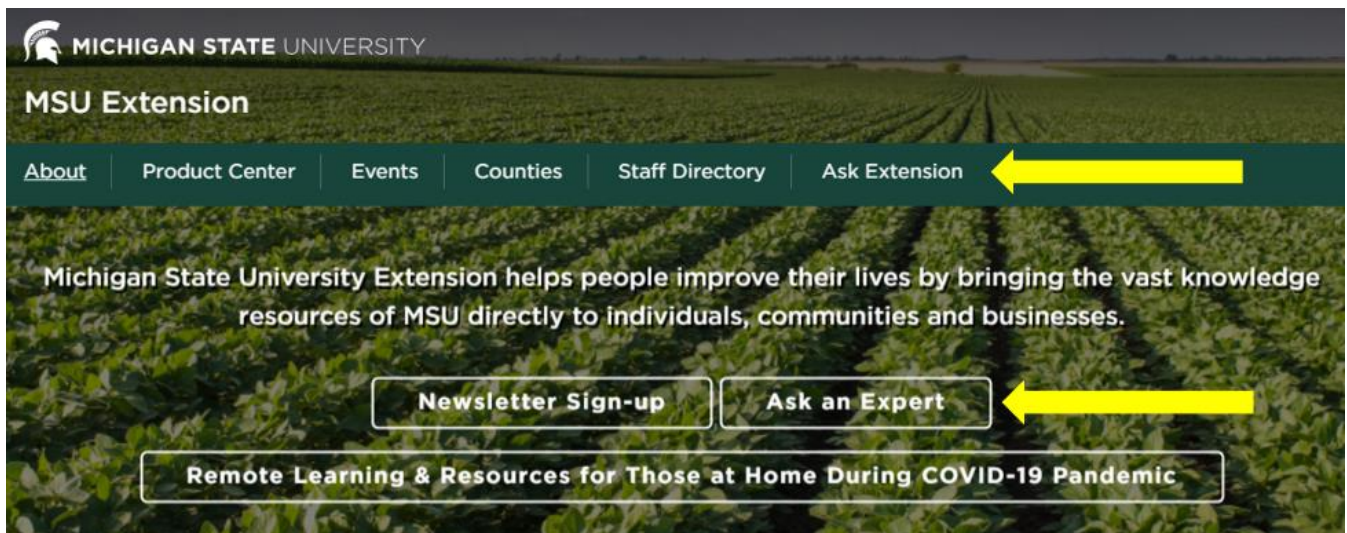 MICHIGAN STATE UNIVERSITY
MSU Extension
About Product Center Events Counties Staff Directory Ask Extension
Michigan State University Extension helps people improve their lives by bringing the vast knowledge
resources of MSU directly to individuals, communities and businesses.
Newsletter Sign-up Ask an Expert
Remote Learning & Resources for Those at Home During COVID-19 Pandemic